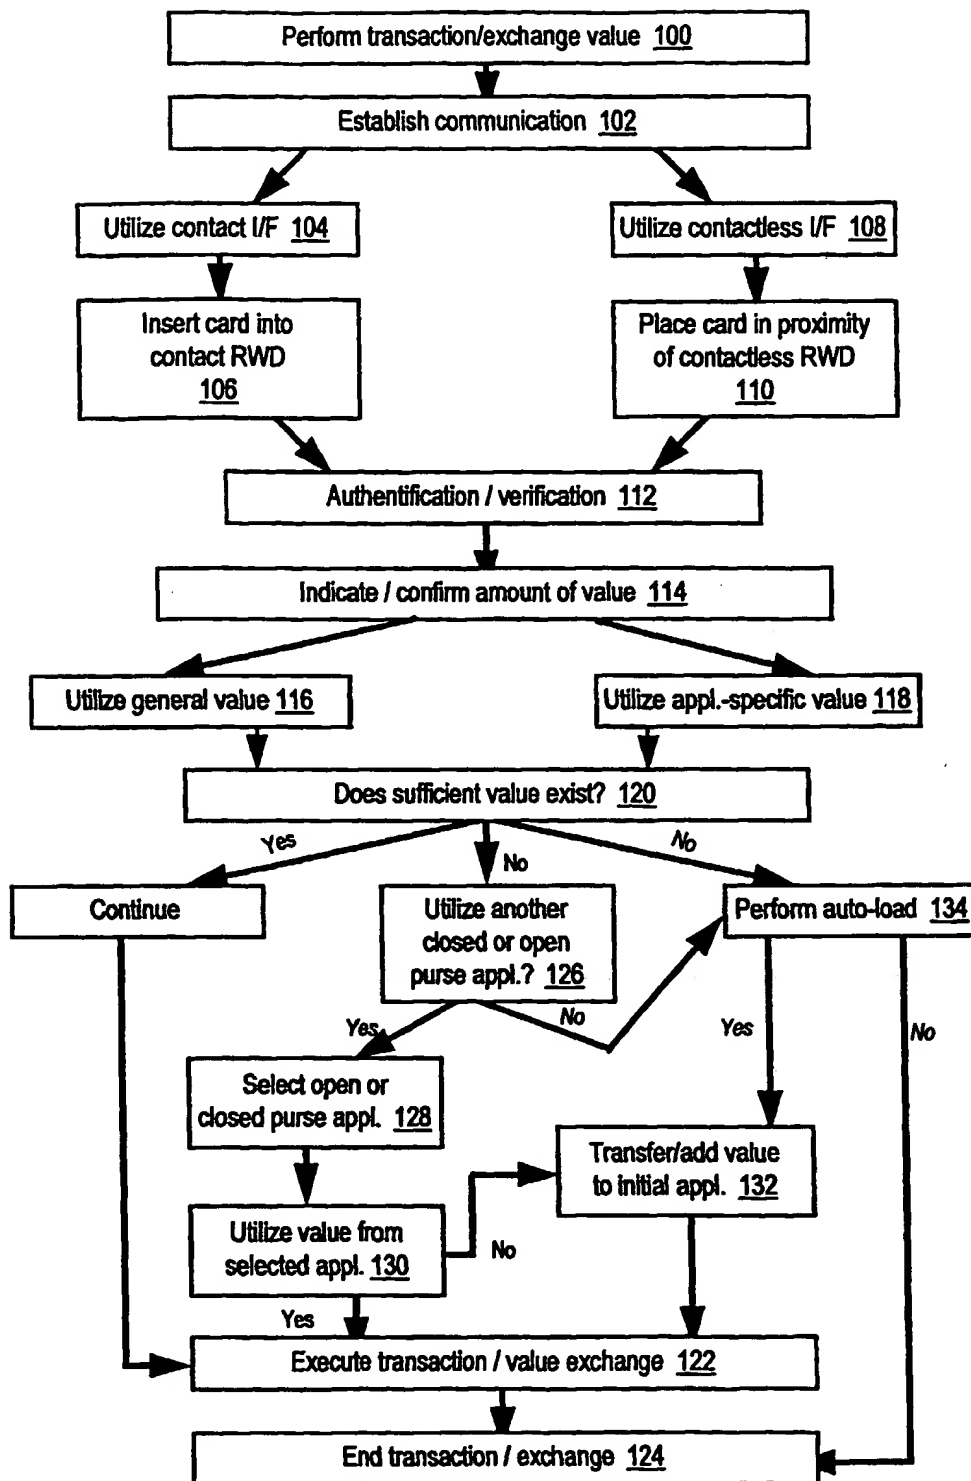 Perform transaction/exchange value 100
Establish communication 102
Utilize contact I/F 104
Utilize contactless I/F 108
Insert card into
contact RWD
106
Place card in proximity
of contactless RWD
110
Authentification / verification 112
Indicate / confirm amount of value 114
Utilize general value 116
Utilize appl.-specific value 118
Does sufficient value exist? 120
Yes
No
No
Continue
Utilize another
closed or open
purse appl.? 126
Perform auto-load 134
Yes
No
Yes
No
Select open or
closed purse appl. 128
Transfer/add value
to initial appl. 132
Utilize value from
selected appl. 130
No
Yes
Execute transaction / value exchange 122
End transaction / exchange 124